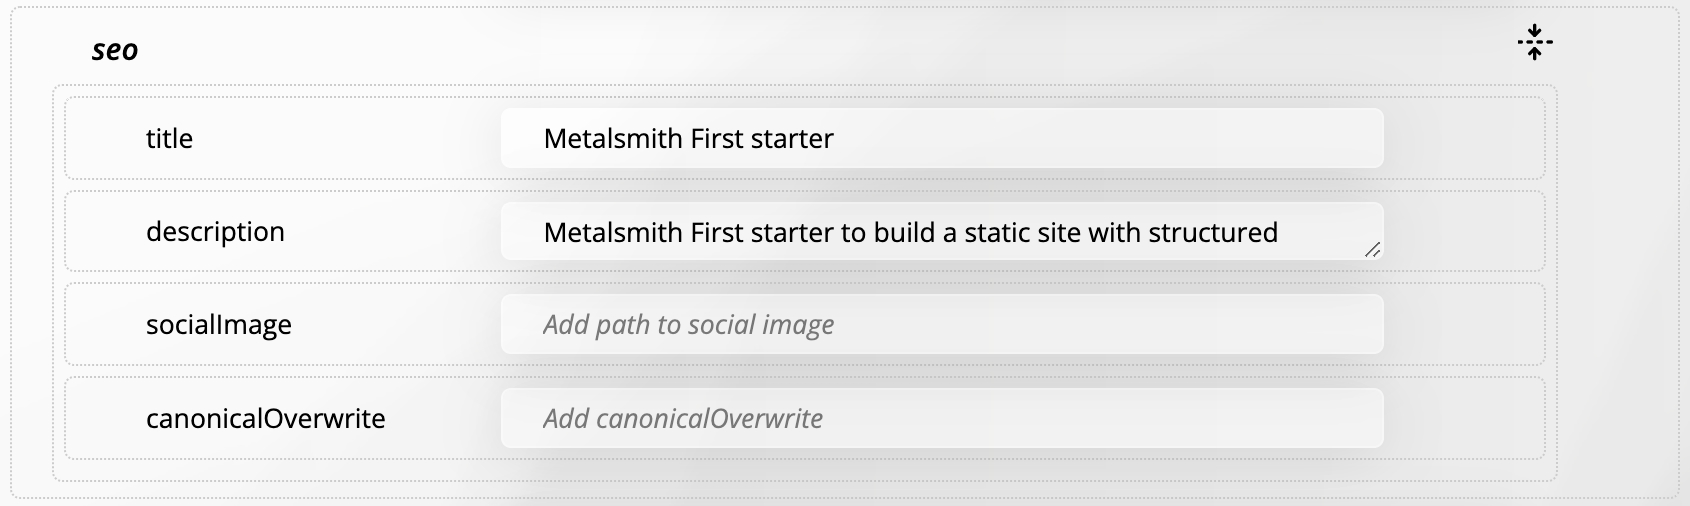 seo
title
Metalsmith First starter
description
Metalsmith First starter to build a static site with structured
socialImage
Add path to social image
canonicalOverwrite
Add canonicalOverwrite